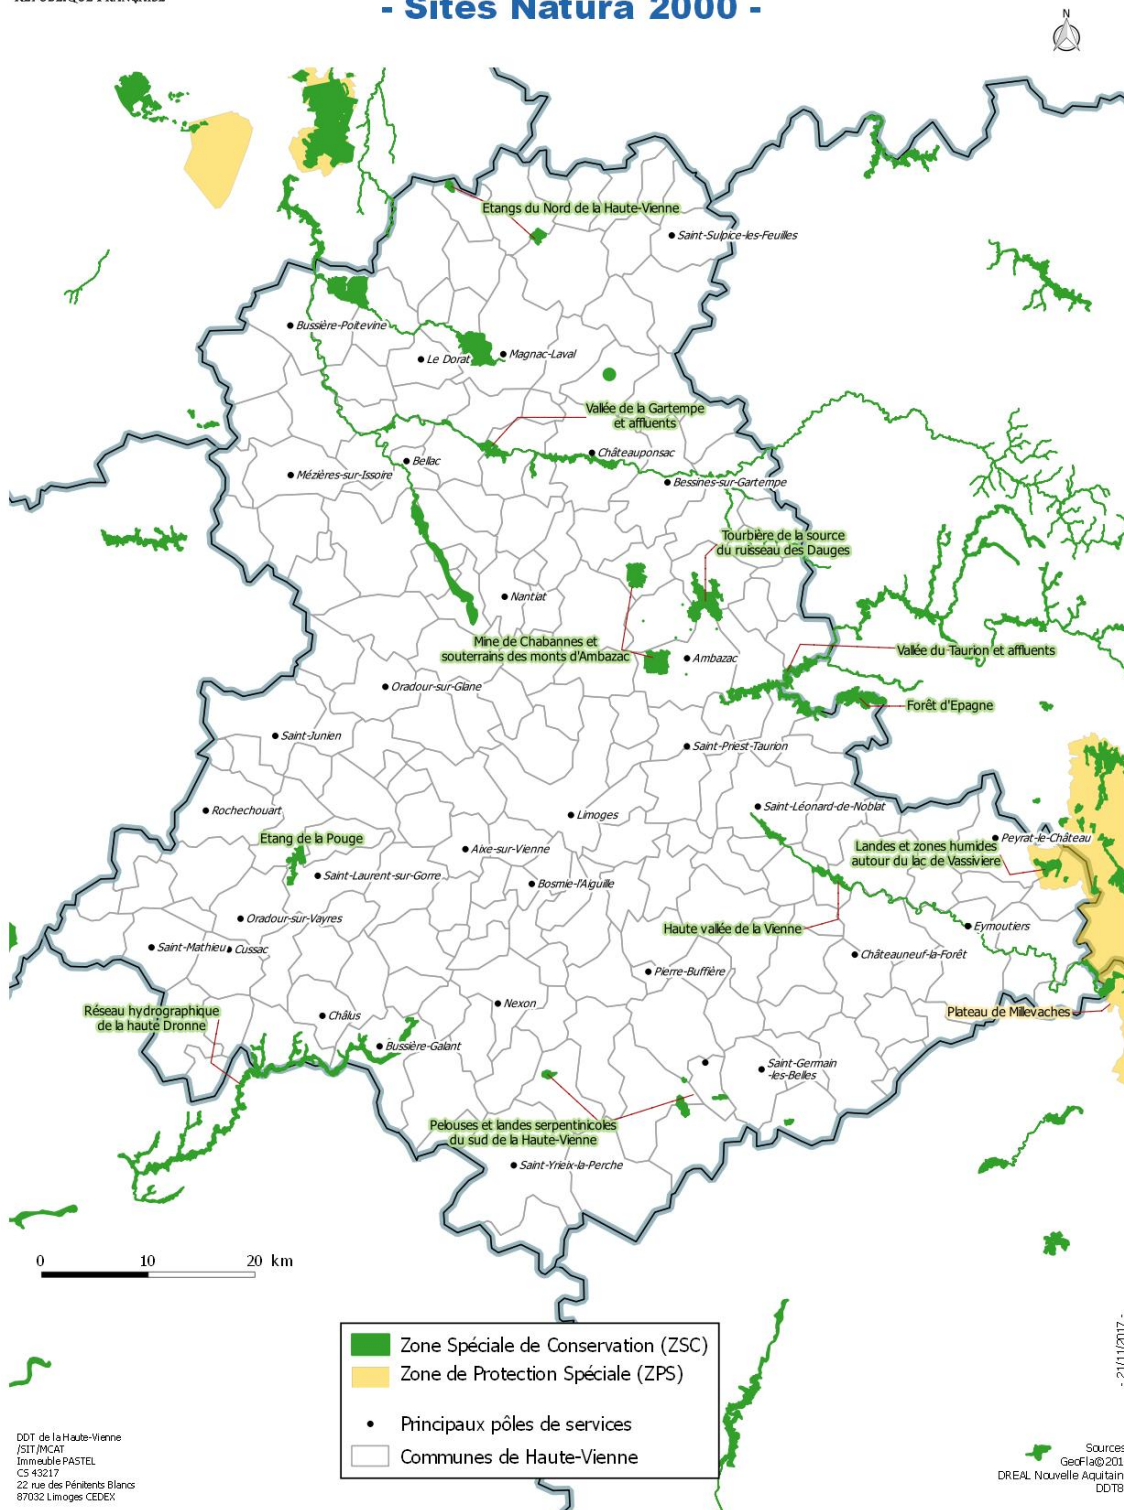 - Sites Natura 2000 -
N
Etangs du Nord de la Haute-Vienne
Saint-Sulpice-les-Feuilles
Bussière-Poitevine
Le Dorat
Magnac-Laval
Vallée de la Gartempe
et affluents
Châteauponsac
Bellac
Mézières-sur-Issoire
Bessines-sur-Gartempe
Tourbière de la source
du ruisseau des Dauges
Nantiat
Mine de Chabannes et
souterrains des monts d'Ambazac
Ambazac
Vallée du Taurion et affluents
Oradour-sur-Glane
Forêt d'Epagne
Saint-Junien
Saint-Priest-Taurion
Rochechouart
Limoges
Saint-Léonard-de-Noblat
Etang de la Pouge
Aixe-sur-Vienne
Peyrat-le-Château
Landes et zones humides
autour du lac de Vassiviere
Saint-Laurent-sur-Gorre
Bosmie-l'Aiguille
Oradour-sur-Vayres
Haute vallée de la Vienne
Eymoutiers
Saint-Mathieu
Cussac
Châteauneuf-la-Forêt
Pierre-Buffière
Nexon
Réseau hydrographique
de la haute Dronne
Châlus
Plateau de Millevaches
Bussière-Galant
Saint-Germain
-les-Belles
Pelouses et landes serpentinicoles
du sud de la Haute-Vienne
Saint-Yrieix-la-Perche
0 10 20 km
Zone Spéciale de Conservation (ZSC)
Zone de Protection Spéciale (ZPS)
Principaux pôles de services
Communes de Haute-Vienne
DDT de la Haute-Vienne
/SIT/MCAT
Immeuble PASTEL
CS 43217
22 rue des Pénitents Blancs
87032 Limoges CEDEX
- 21/11/2017 -
Sources
GeoFla©201
DREAL Nouvelle Aquitain
DDT8